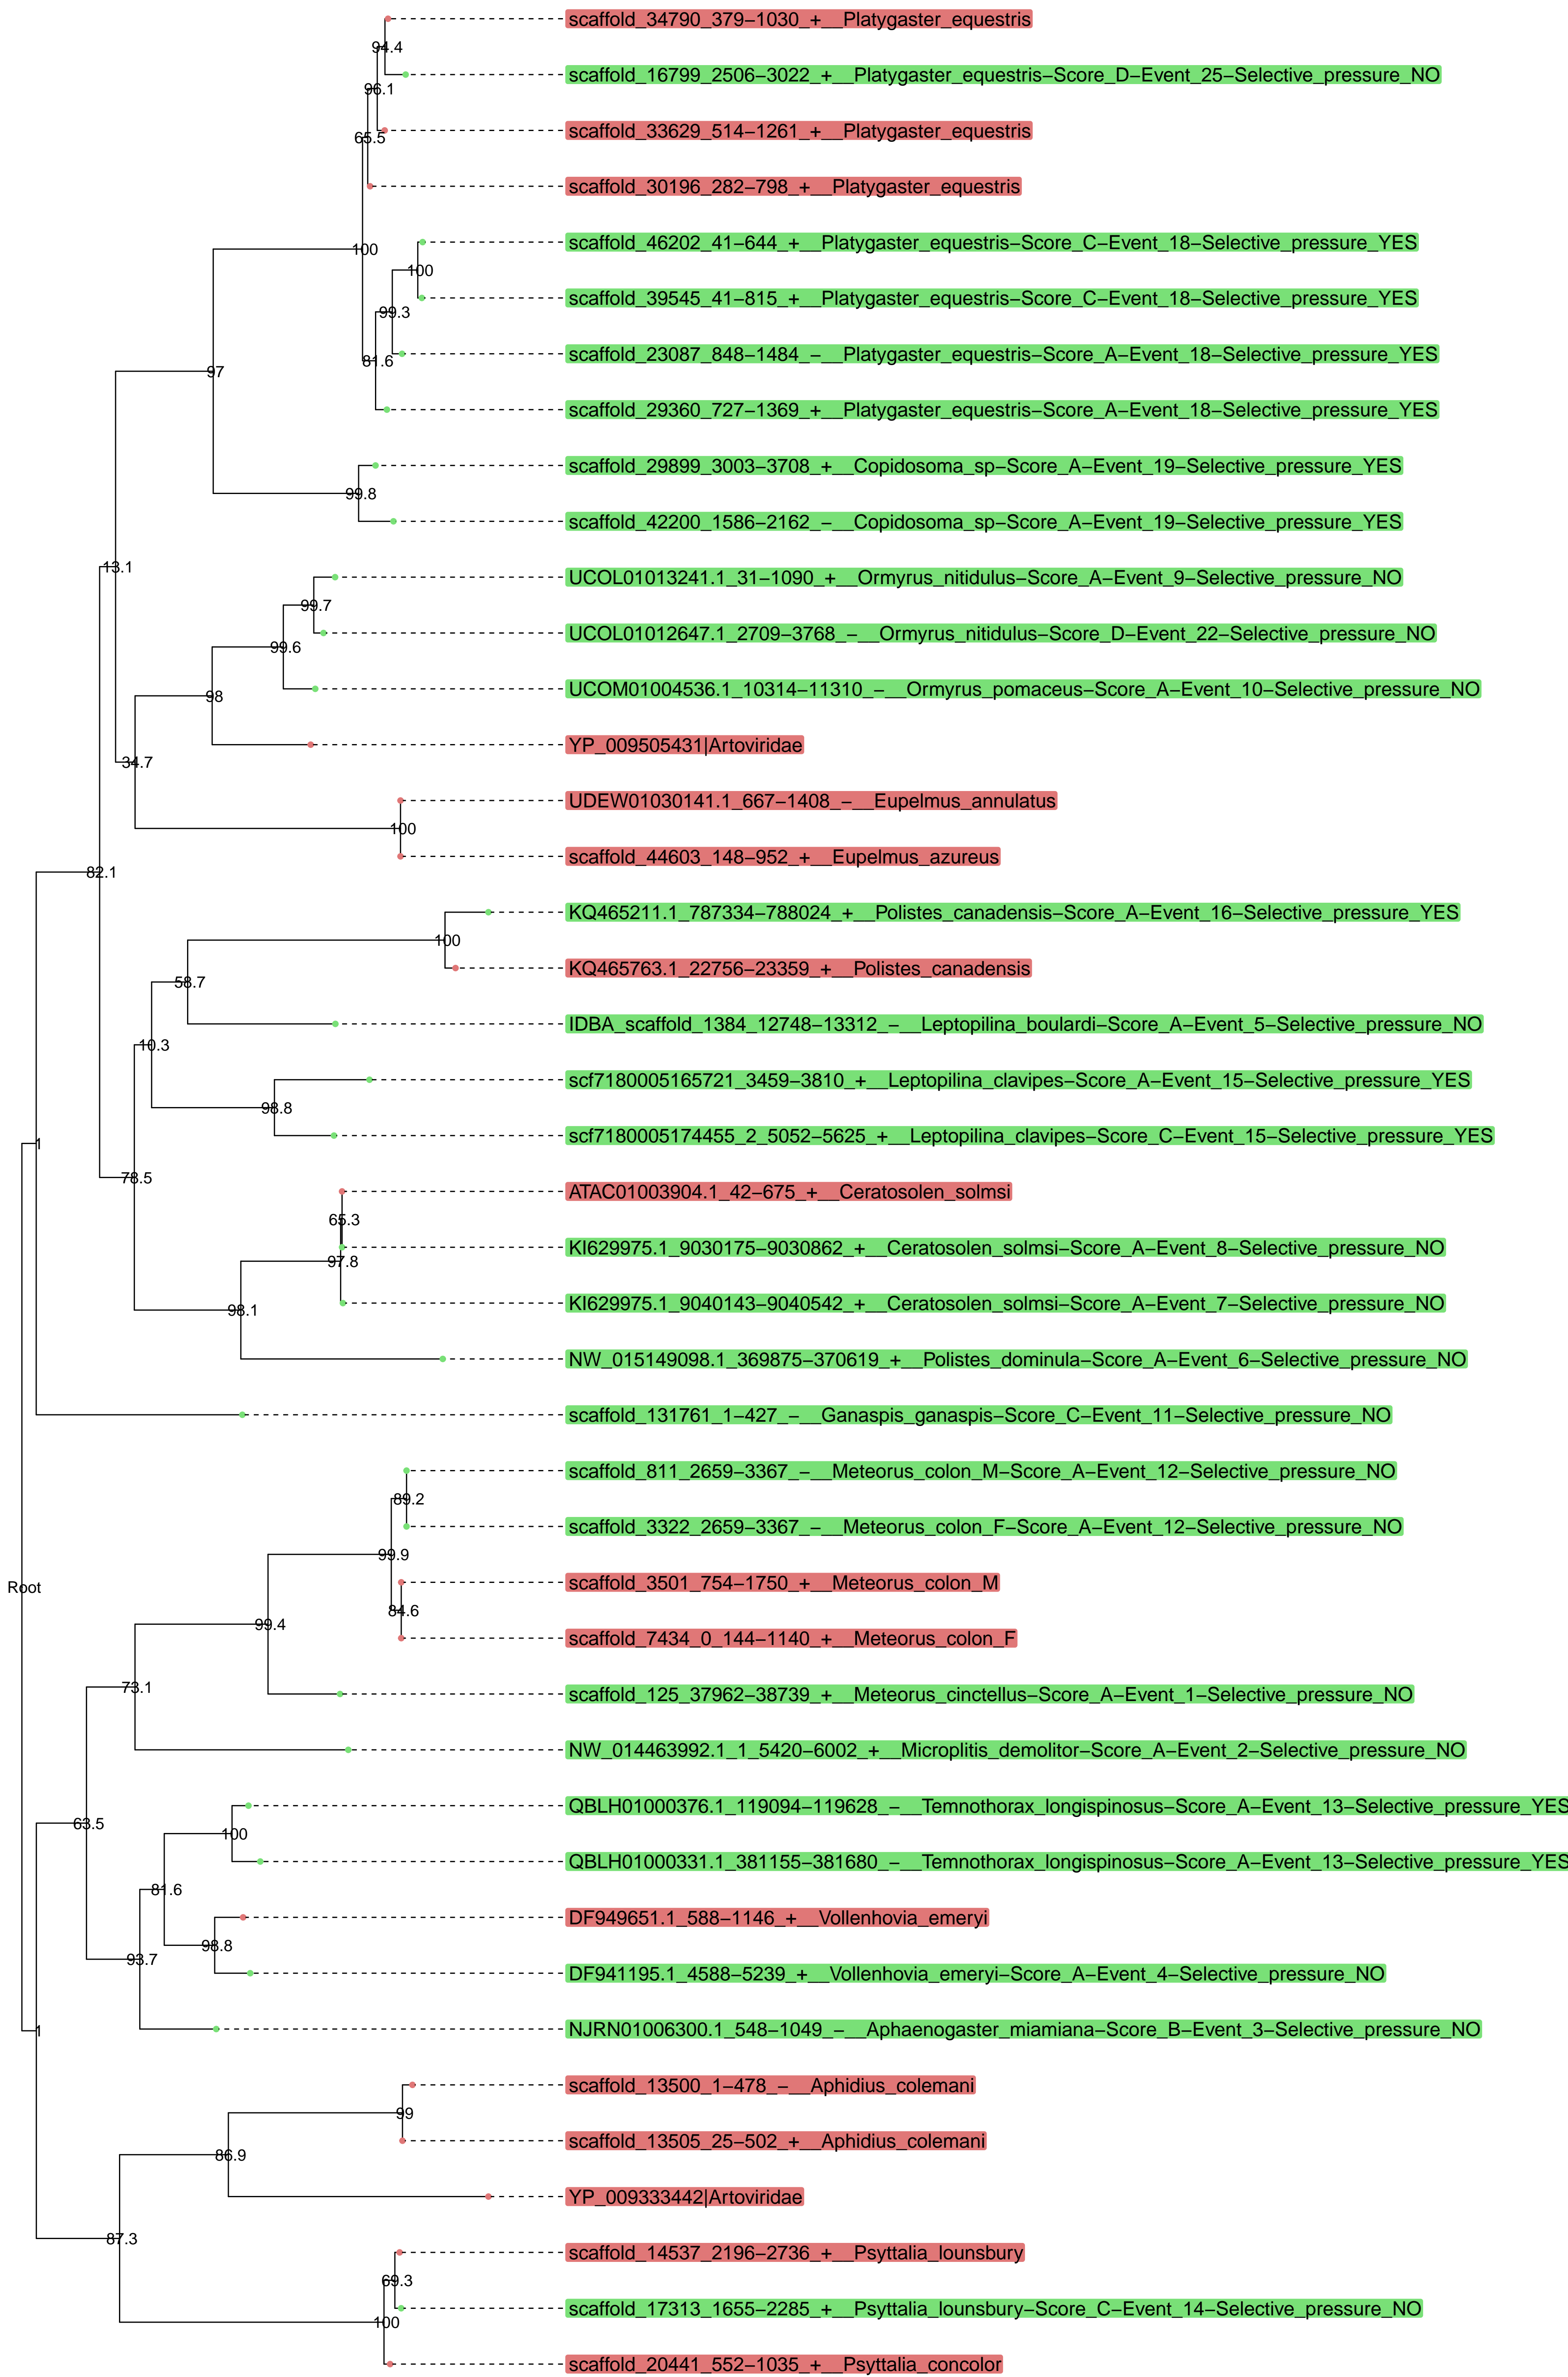 scaffold_34790_379−1030_+__Platygaster_equestris
94.4
scaffold_16799_2506−3022_+__Platygaster_equestris−Score_D−Event_25−Selective_pressure_NO
96.1
scaffold_33629_514−1261_+__Platygaster_equestris
65.5
scaffold_30196_282−798_+__Platygaster_equestris
scaffold_46202_41−644_+__Platygaster_equestris−Score_C−Event_18−Selective_pressure_YES
100
100
scaffold_39545_41−815_+__Platygaster_equestris−Score_C−Event_18−Selective_pressure_YES
99.3
scaffold_23087_848−1484_−__Platygaster_equestris−Score_A−Event_18−Selective_pressure_YES
81.6
97
scaffold_29360_727−1369_+__Platygaster_equestris−Score_A−Event_18−Selective_pressure_YES
scaffold_29899_3003−3708_+__Copidosoma_sp−Score_A−Event_19−Selective_pressure_YES
99.8
scaffold_42200_1586−2162_−__Copidosoma_sp−Score_A−Event_19−Selective_pressure_YES
13.1
UCOL01013241.1_31−1090_+__Ormyrus_nitidulus−Score_A−Event_9−Selective_pressure_NO
99.7
UCOL01012647.1_2709−3768_−__Ormyrus_nitidulus−Score_D−Event_22−Selective_pressure_NO
99.6
UCOM01004536.1_10314−11310_−__Ormyrus_pomaceus−Score_A−Event_10−Selective_pressure_NO
98
YP_009505431|Artoviridae
34.7
UDEW01030141.1_667−1408_−__Eupelmus_annulatus
100
scaffold_44603_148−952_+__Eupelmus_azureus
82.1
KQ465211.1_787334−788024_+__Polistes_canadensis−Score_A−Event_16−Selective_pressure_YES
100
KQ465763.1_22756−23359_+__Polistes_canadensis
58.7
IDBA_scaffold_1384_12748−13312_−__Leptopilina_boulardi−Score_A−Event_5−Selective_pressure_NO
10.3
scf7180005165721_3459−3810_+__Leptopilina_clavipes−Score_A−Event_15−Selective_pressure_YES
98.8
scf7180005174455_2_5052−5625_+__Leptopilina_clavipes−Score_C−Event_15−Selective_pressure_YES
1
78.5
ATAC01003904.1_42−675_+__Ceratosolen_solmsi
65.3
KI629975.1_9030175−9030862_+__Ceratosolen_solmsi−Score_A−Event_8−Selective_pressure_NO
97.8
KI629975.1_9040143−9040542_+__Ceratosolen_solmsi−Score_A−Event_7−Selective_pressure_NO
98.1
NW_015149098.1_369875−370619_+__Polistes_dominula−Score_A−Event_6−Selective_pressure_NO
scaffold_131761_1−427_−__Ganaspis_ganaspis−Score_C−Event_11−Selective_pressure_NO
scaffold_811_2659−3367_−__Meteorus_colon_M−Score_A−Event_12−Selective_pressure_NO
89.2
scaffold_3322_2659−3367_−__Meteorus_colon_F−Score_A−Event_12−Selective_pressure_NO
99.9
scaffold_3501_754−1750_+__Meteorus_colon_M
Root
84.6
scaffold_7434_0_144−1140_+__Meteorus_colon_F
99.4
scaffold_125_37962−38739_+__Meteorus_cinctellus−Score_A−Event_1−Selective_pressure_NO
73.1
NW_014463992.1_1_5420−6002_+__Microplitis_demolitor−Score_A−Event_2−Selective_pressure_NO
QBLH01000376.1_119094−119628_−__Temnothorax_longispinosus−Score_A−Event_13−Selective_pressure_YES
63.5
100
QBLH01000331.1_381155−381680_−__Temnothorax_longispinosus−Score_A−Event_13−Selective_pressure_YES
81.6
DF949651.1_588−1146_+__Vollenhovia_emeryi
98.8
93.7
DF941195.1_4588−5239_+__Vollenhovia_emeryi−Score_A−Event_4−Selective_pressure_NO
NJRN01006300.1_548−1049_−__Aphaenogaster_miamiana−Score_B−Event_3−Selective_pressure_NO
1
scaffold_13500_1−478_−__Aphidius_colemani
99
scaffold_13505_25−502_+__Aphidius_colemani
86.9
YP_009333442|Artoviridae
87.3
scaffold_14537_2196−2736_+__Psyttalia_lounsbury
69.3
scaffold_17313_1655−2285_+__Psyttalia_lounsbury−Score_C−Event_14−Selective_pressure_NO
100
scaffold_20441_552−1035_+__Psyttalia_concolor